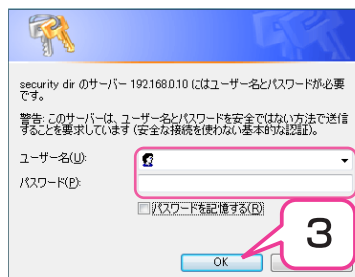 security dir のサーバー 192.168.0.10 にはユーザー名とパスワードが必要
です。
警告: このサーバーは、ユーザー名とパスワードを安全ではない方法で送信
することを要求しています (安全な接続を使わない基本的な認証)。
ユーザー名(U):
パスワード(P):
パスワードを記憶する(R)
3
OK